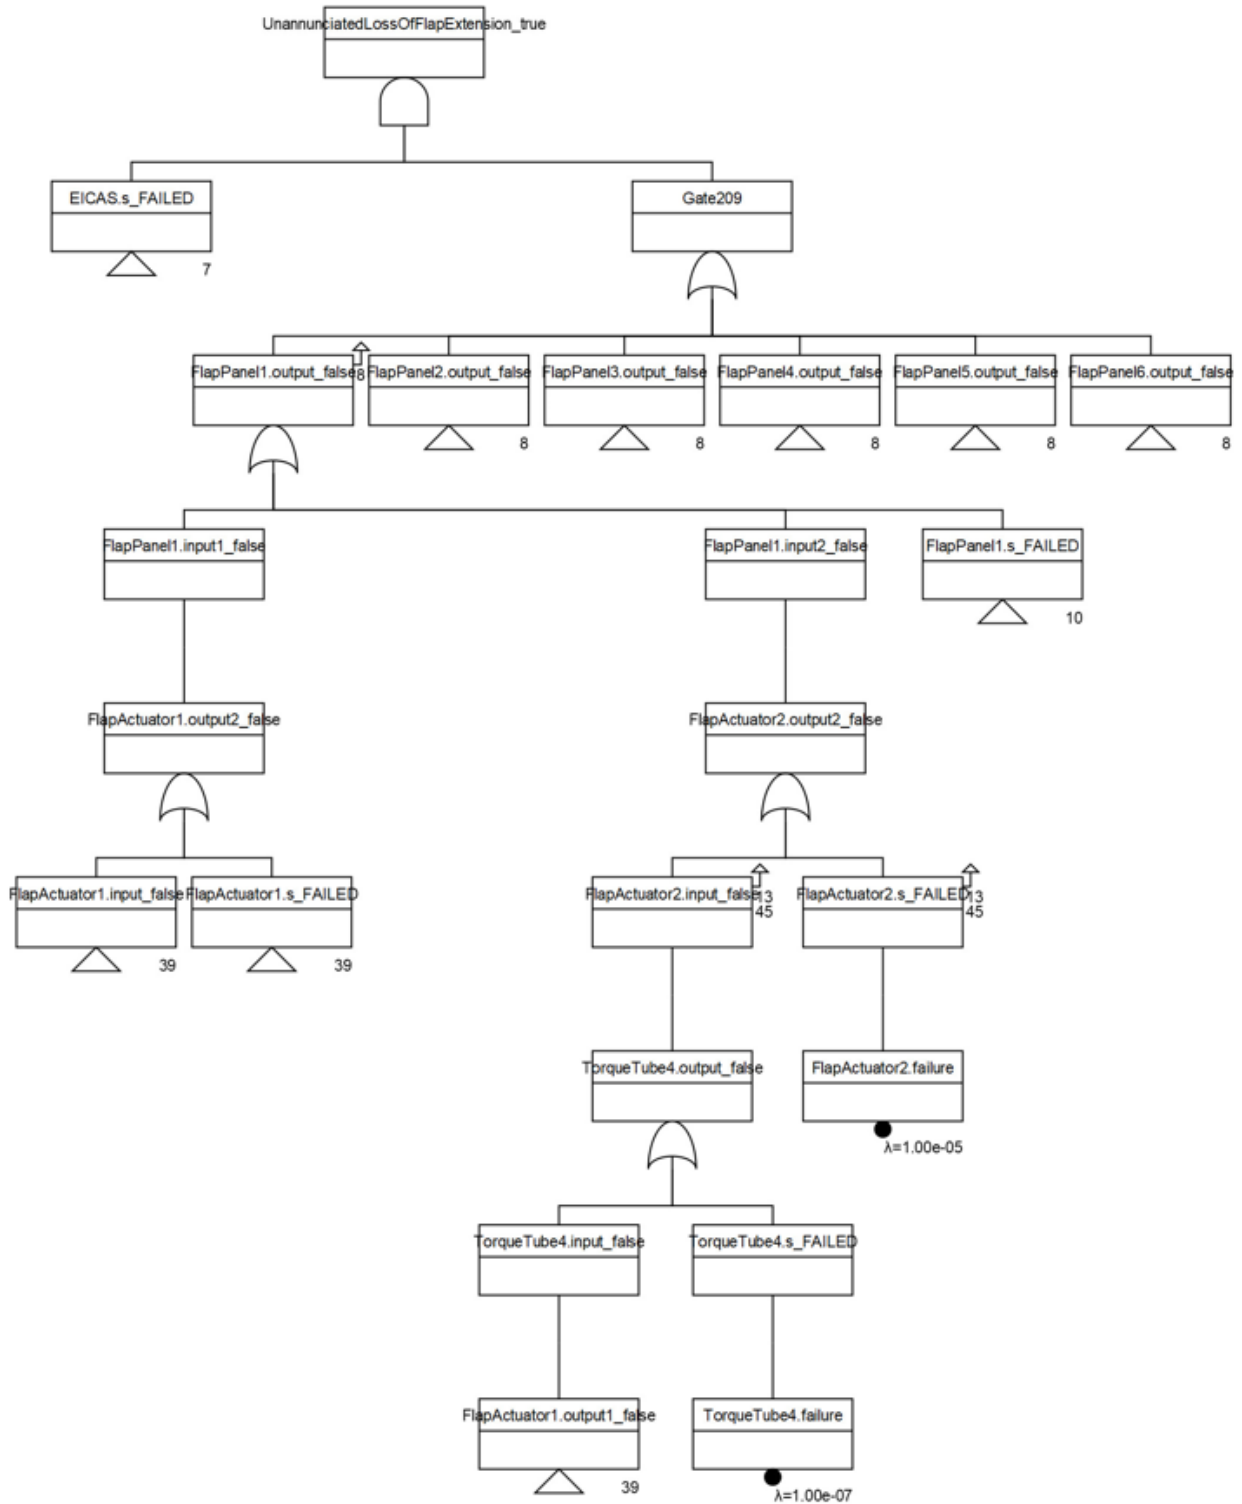 UnannunciatedLossOfFlapExtension_true
EICAS.s_FAILED
Gate209
7
FlapPanel1.output_false
8
FlapPanel2.output_false
FlapPanel3.output_false
FlapPanel4.output_false
FlapPanel5.output_false
FlapPanel6.output_false
8
8
8
8
8
FlapPanel1.input1_false
FlapPanel1.input2_false
FlapPanel1.s_FAILED
10
FlapActuator1.output2_false
FlapActuator2.output2_false
FlapActuator1.input_false
FlapActuator1.s_FAILED
FlapActuator2.input_false
13
45
FlapActuator2.s_FAILED
13
45
39
39
TorqueTube4.output_false
FlapActuator2.failure
λ=1.00e-05
TorqueTube4.input_false
TorqueTube4.s_FAILED
FlapActuator1.output1_false
TorqueTube4.failure
39
λ=1.00e-07